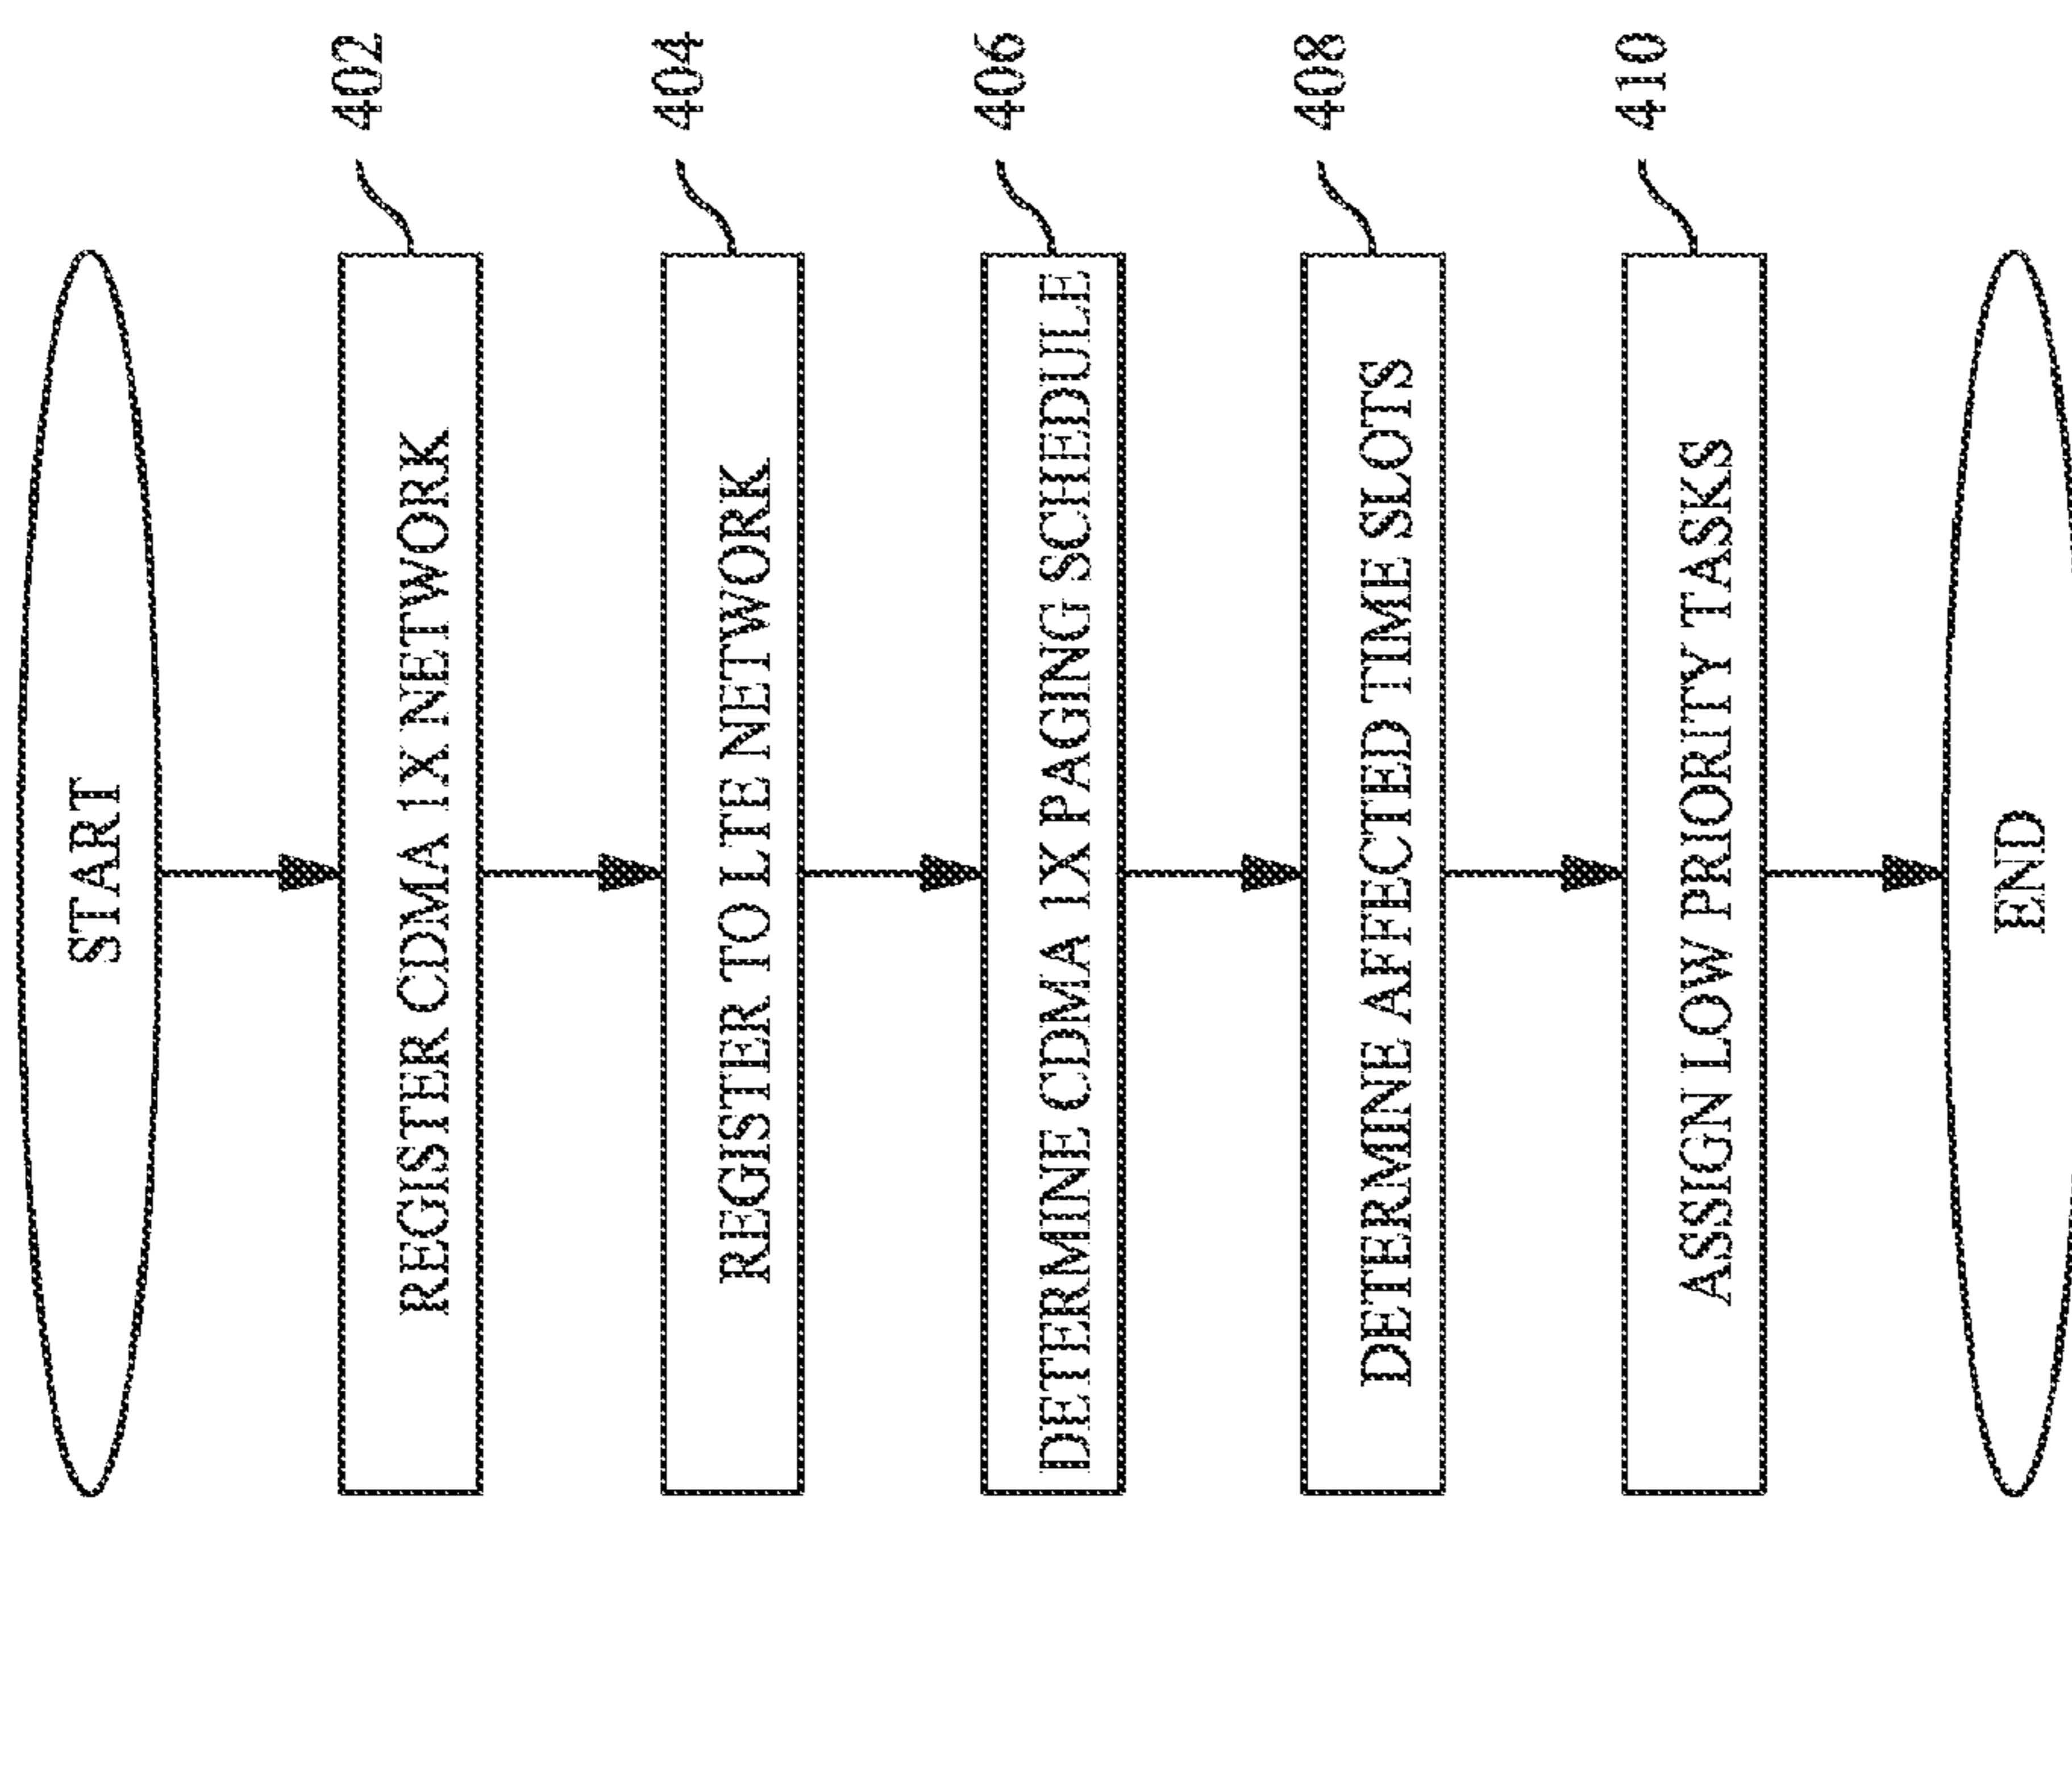 START
REGISTER CDMA 1X NETWORK
402
REGISTER TO LTE NETWORK
404
DETERMINE CDMA 1X PAGING SCHEDULE
406
DETERMINE AFFECTED TIME SLOTS
408
ASSIGN LOW PRIORITY TASKS
410
END